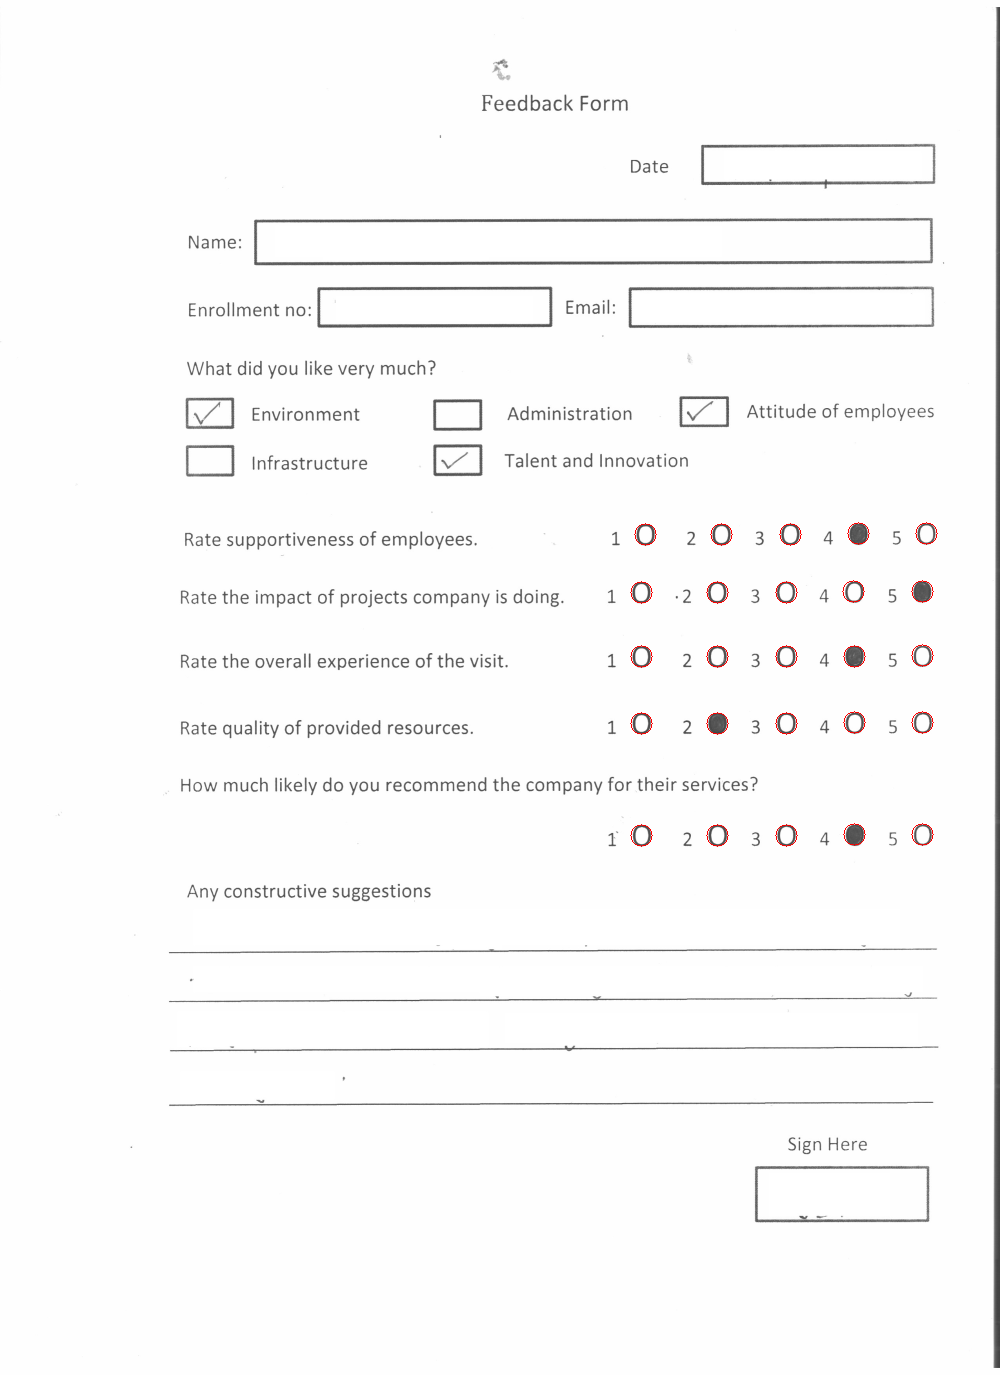 Feedback Form
Date
Name:
Enrollment no: Email:
What did you like very much?
Environment Administration Attitude of employees
Infrastructure Talent and Innovation
Rate supportiveness of employees. 1 2 3 4 5
Rate the impact of projects company is doing. 1 2 3 4 5
Rate the overall experience of the visit. 1 2 3 4 5
Rate quality of provided resources. 1 2 3 4 5
How much likely do you recommend the company for their services?
1 2 3 4 5
Any constructive suggestions
Sign Here